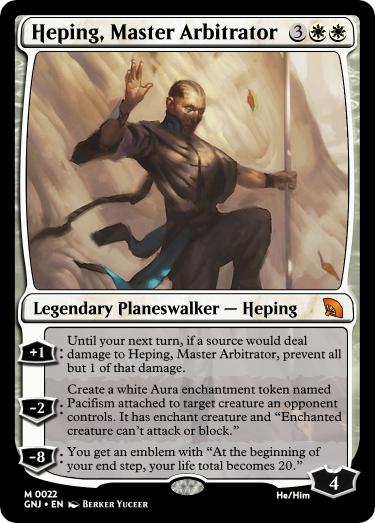 Heping, Master Arbitrator 3
Legendary Planeswalker — Heping
+1: Until your next turn, if a source would deal
damage to Heping, Master Arbitrator, prevent all
but 1 of that damage.
-2: Create a white Aura enchantment token named
Pacifism attached to target creature an opponent
controls. It has enchant creature and “Enchanted
creature can’t attack or block.”
-8: You get an emblem with “At the beginning of
your end step, your life total becomes 20.”
4
M 0022
GNJ • EN Berker Yuceer
He/Him